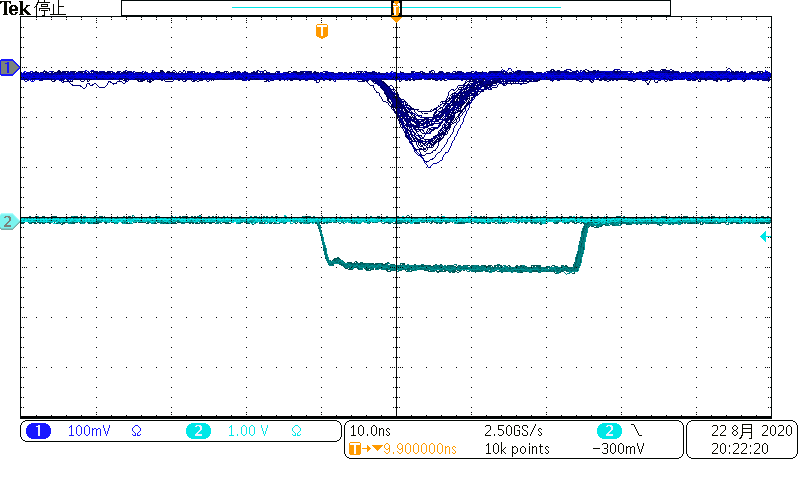 Tek 停止
T
T
1
2
1 100mV Ω 2 1.00 V Ω
10.0ns 2.50GS/s 2 -300mV
T→▼9.900000ns 10k points
22 8月 2020
20:22:20